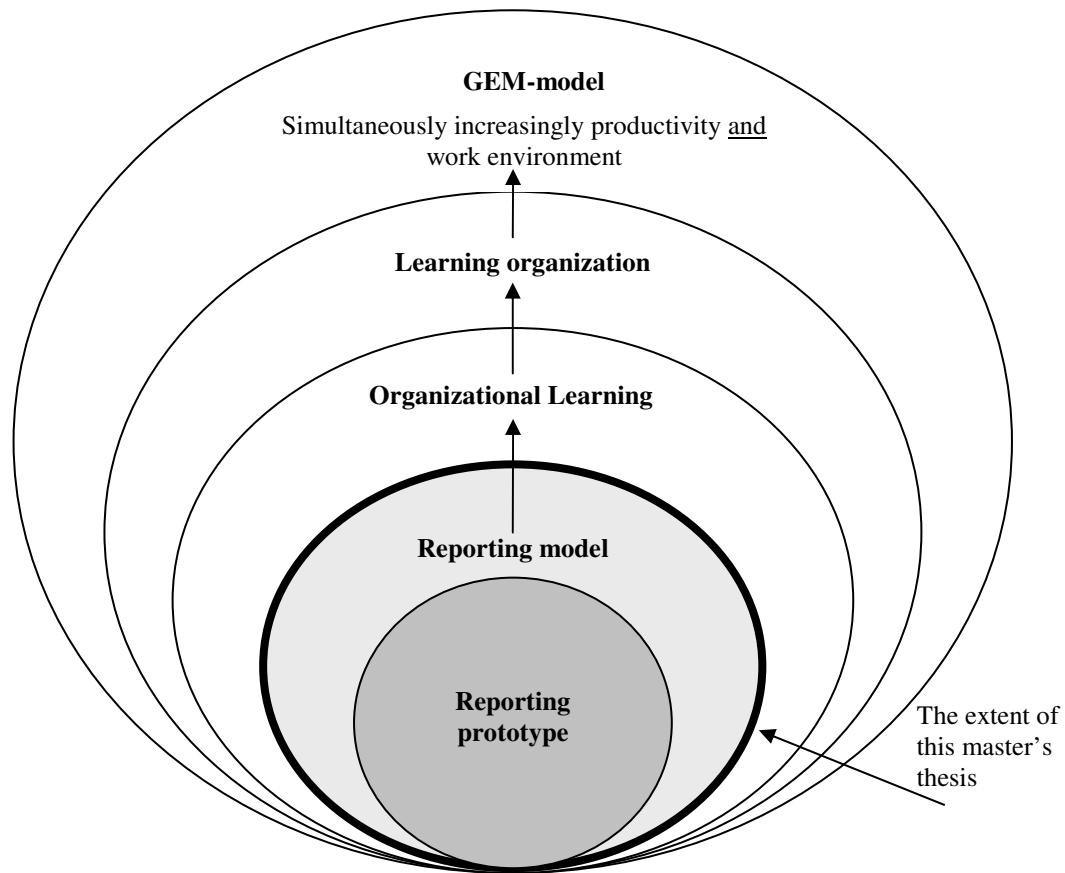 GEM-model
Simultaneously increasingly productivity and
work environment
Learning organization
Organizational Learning
Reporting model
Reporting
prototype
The extent of
this master’s
thesis